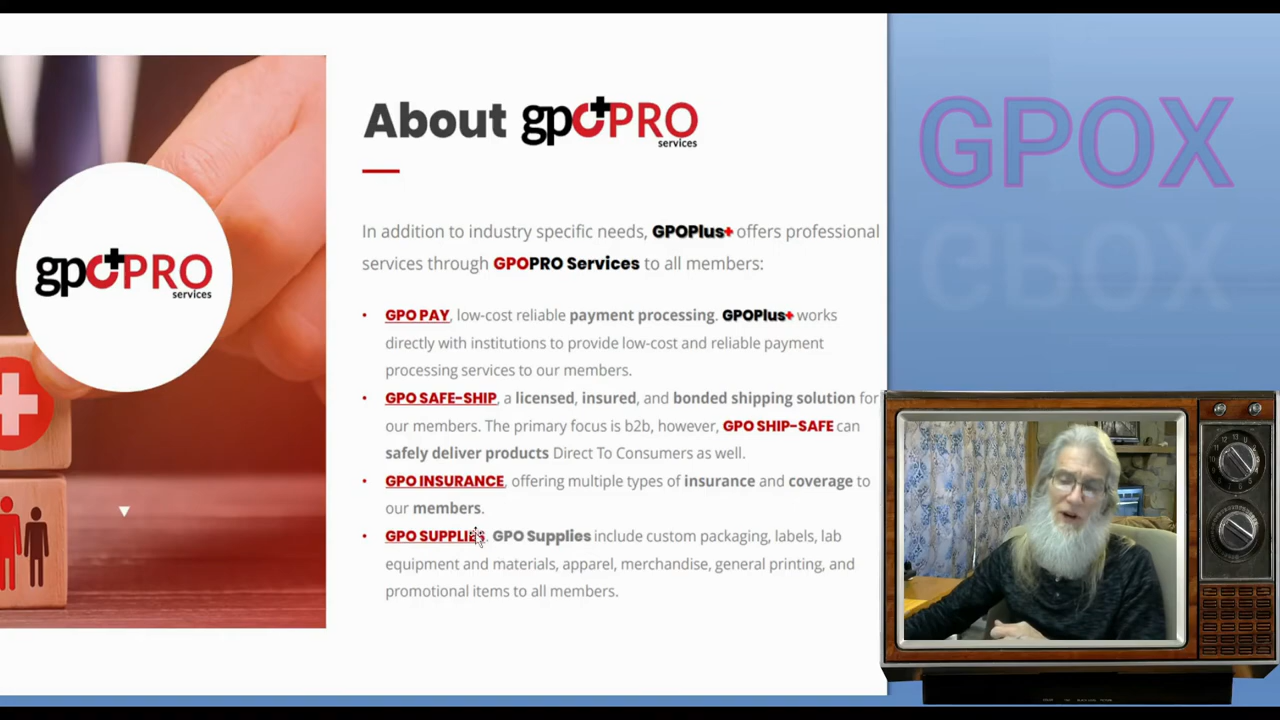 About gpoPRO
services
GPOX
gpoPRO
services
In addition to industry specific needs, GPOPlus+ offers professional
services through GPOPRO Services to all members:
• GPO PAY, low-cost reliable payment processing. GPOPlus+ works
directly with institutions to provide low-cost and reliable payment
processing services to our members.
• GPO SAFE-SHIP, a licensed, insured, and bonded shipping solution for
our members. The primary focus is b2b, however, GPO SHIP-SAFE can
safely deliver products Direct To Consumers as well.
• GPO INSURANCE, offering multiple types of insurance and coverage to
our members.
• GPO SUPPLIES. GPO Supplies include custom packaging, labels, lab
equipment and materials, apparel, merchandise, general printing, and
promotional items to all members.